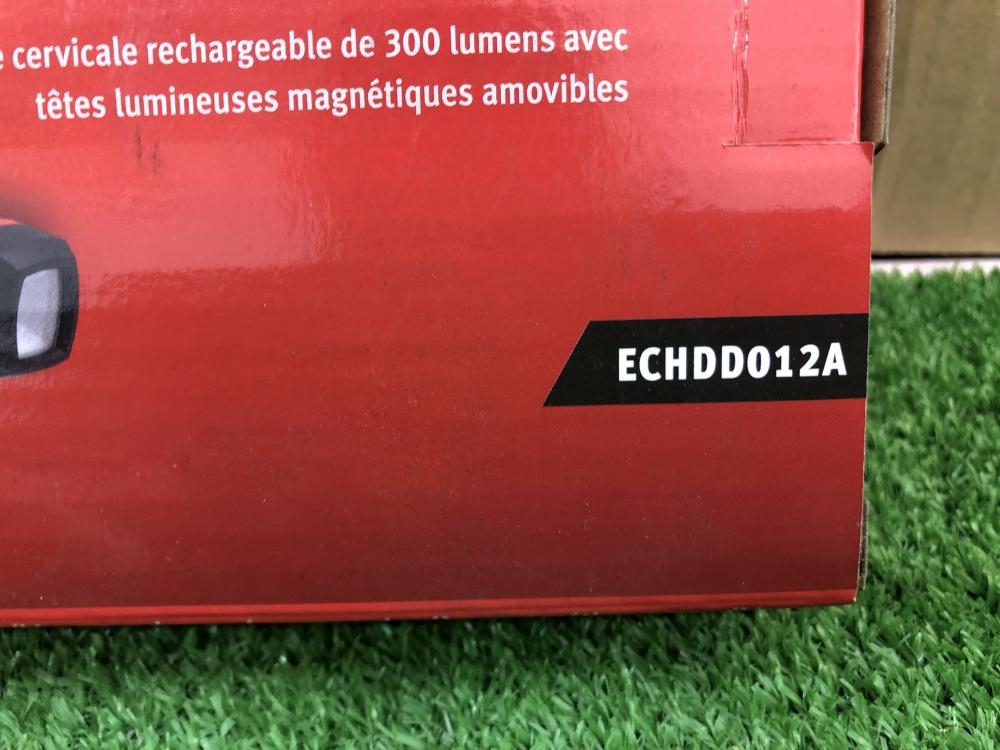 cervicale rechargeable de 300 lumens avec
têtes lumineuses magnétiques amovibles
ECHDD012A